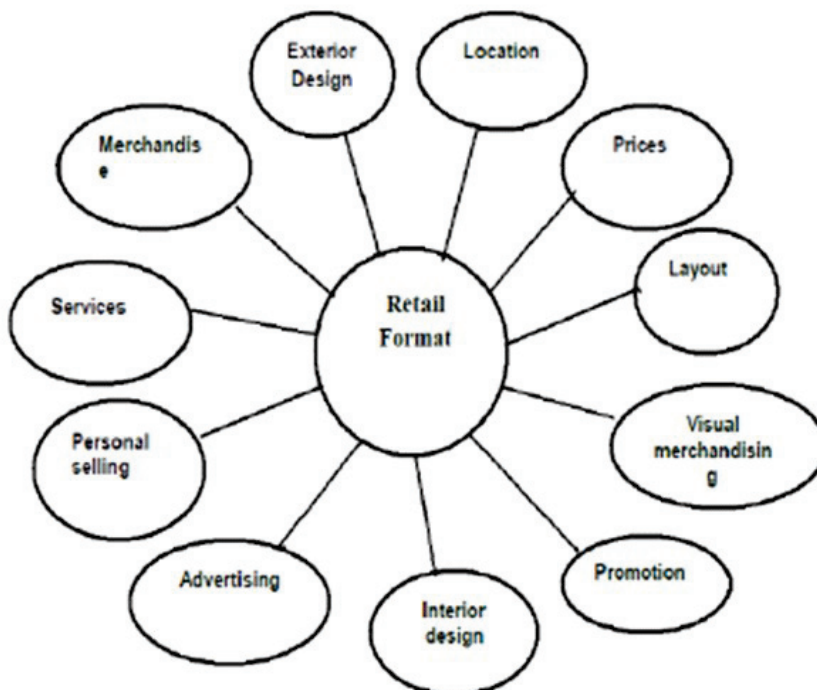 Exterior
Design
Location
Merchandis
e
Prices
Layout
Services
Retail
Format
Personal
selling
Visual
merchandisin
g
Advertising
Interior
design
Promotion